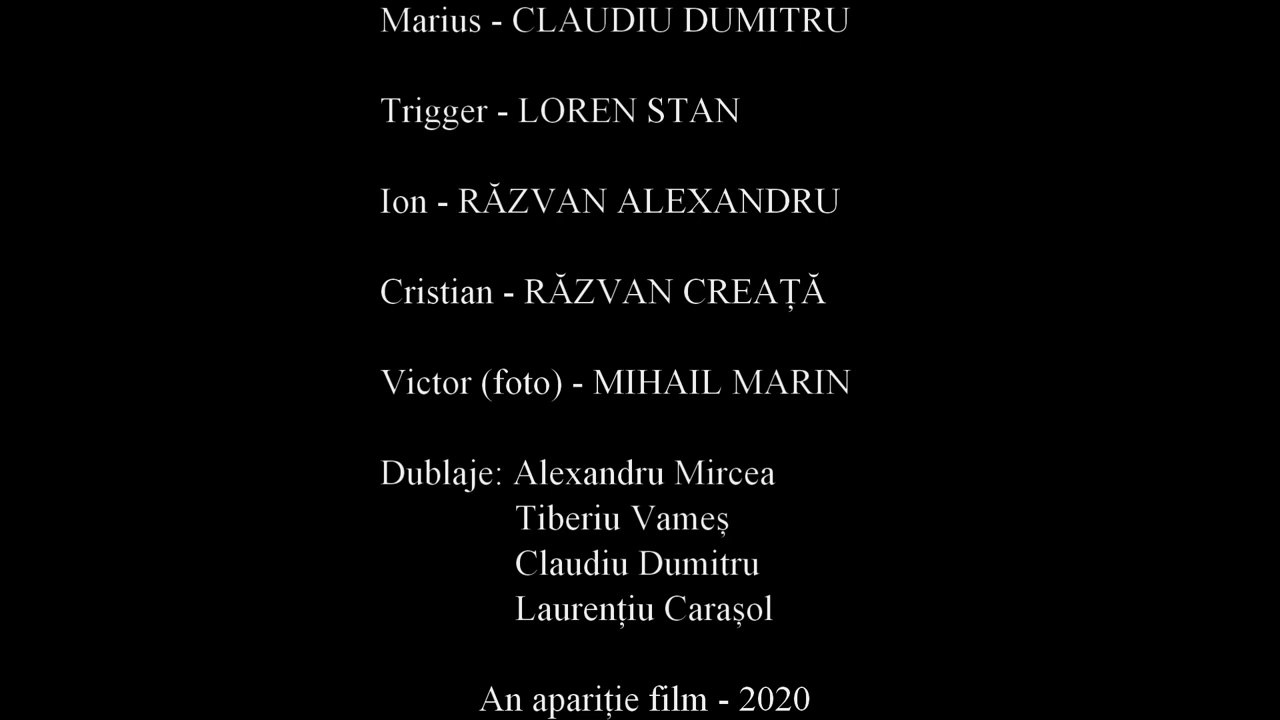 Marius - CLAUDIU DUMITRU
Trigger - LOREN STAN
Ion - RĂZVAN ALEXANDRU
Cristian - RĂZVAN CREAȚĂ
Victor (foto) - MIHAIL MARIN
Dublaje: Alexandru Mircea
Tiberiu Vameș
Claudiu Dumitru
Laurențiu Carașol
An apariție film - 2020